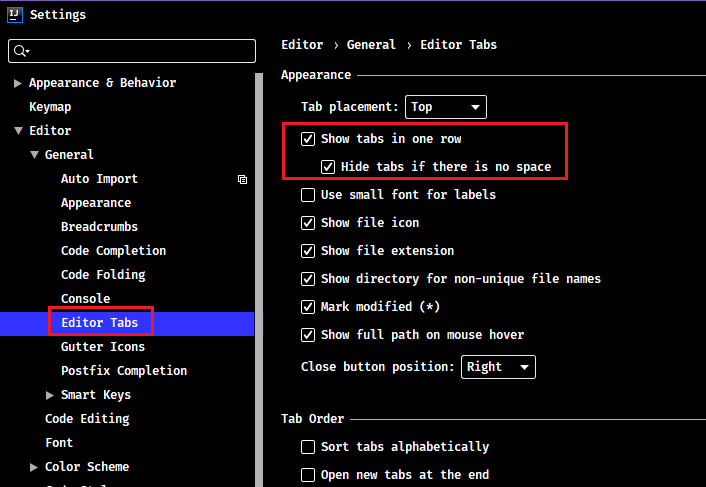 IJ Settings
Editor › General › Editor Tabs
Appearance & Behavior
Keymap
Editor
General
Auto Import
Appearance
Breadcrumbs
Code Completion
Code Folding
Console
Editor Tabs
Gutter Icons
Postfix Completion
Smart Keys
Code Editing
Font
Color Scheme
Appearance
Tab placement: Top
Show tabs in one row
Hide tabs if there is no space
Use small font for labels
Show file icon
Show file extension
Show directory for non-unique file names
Mark modified (*)
Show full path on mouse hover
Close button position: Right
Tab Order
Sort tabs alphabetically
Open new tabs at the end